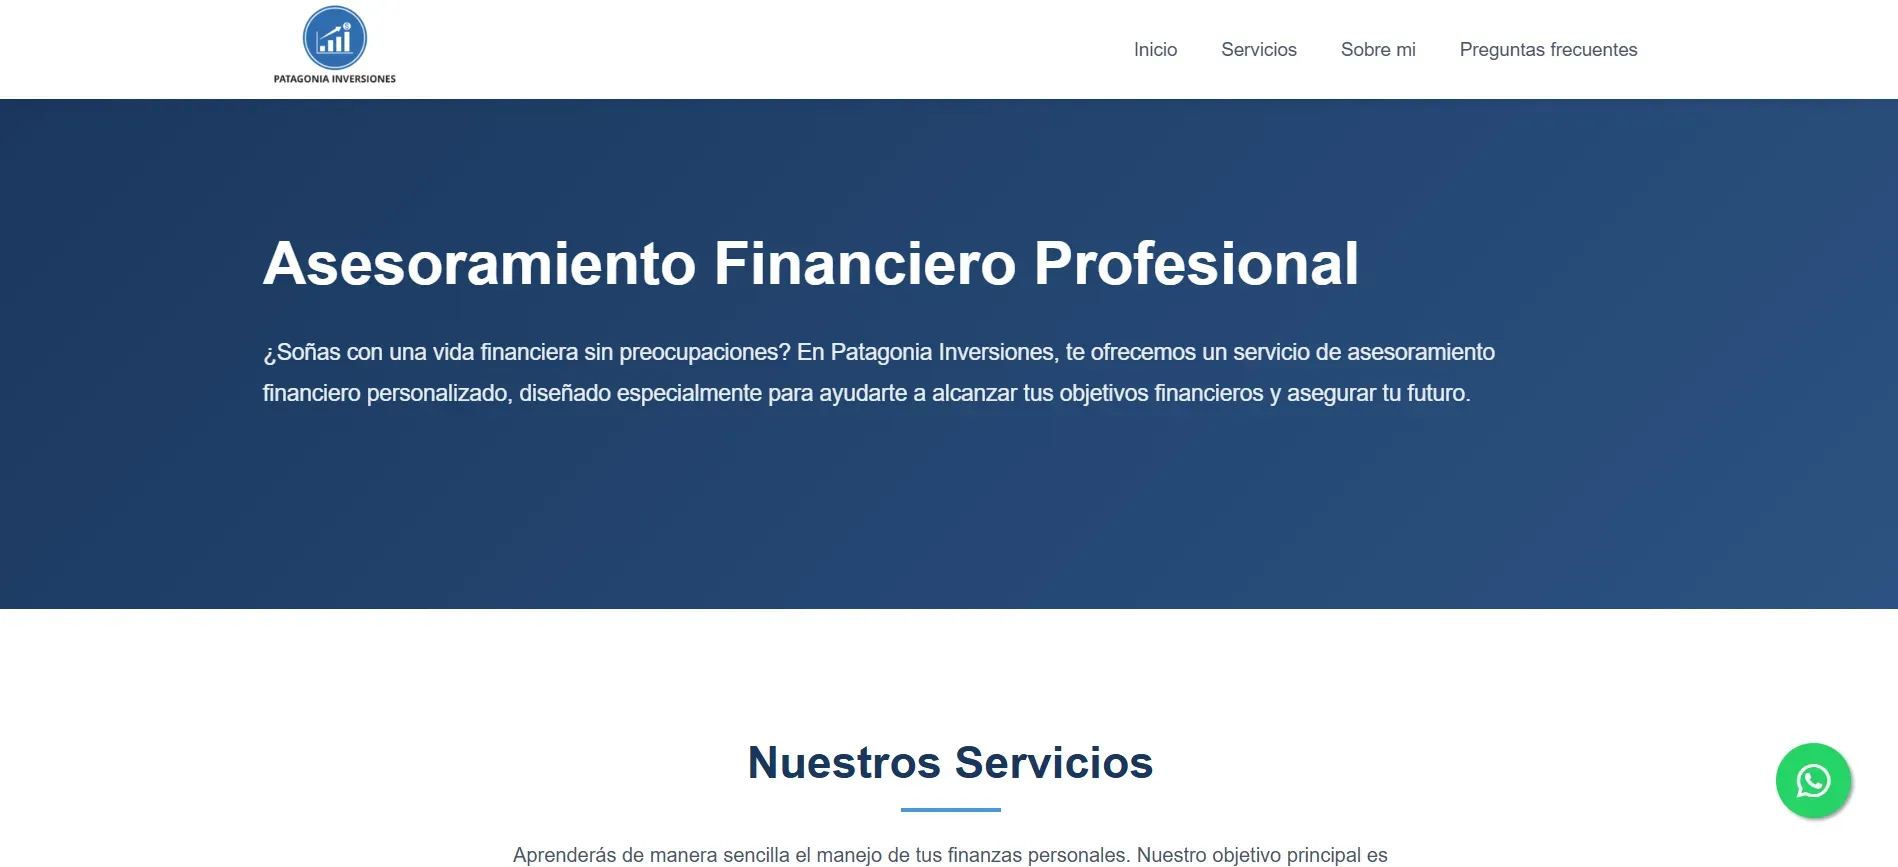 PATAGONIA INVERSIONES
Inicio
Servicios
Sobre mi
Preguntas frecuentes
Asesoramiento Financiero Profesional
¿Soñas con una vida financiera sin preocupaciones? En Patagonia Inversiones, te ofrecemos un servicio de asesoramiento
financiero personalizado, diseñado especialmente para ayudarte a alcanzar tus objetivos financieros y asegurar tu futuro.
Nuestros Servicios
Aprenderás de manera sencilla el manejo de tus finanzas personales. Nuestro objetivo principal es